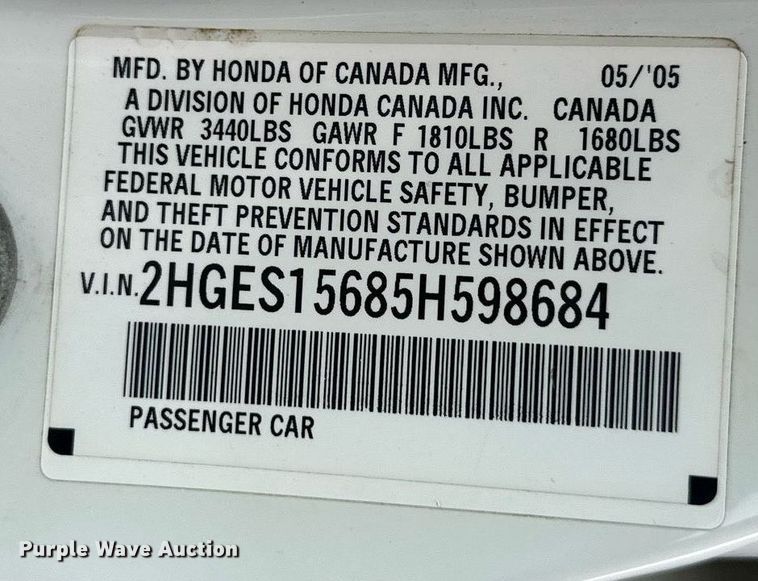 MFD. BY HONDA OF CANADA MFG., 05/'05
A DIVISION OF HONDA CANADA INC. CANADA
GVWR 3440LBS GAWR F 1810LBS R 1680LBS
THIS VEHICLE CONFORMS TO ALL APPLICABLE
FEDERAL MOTOR VEHICLE SAFETY, BUMPER,
AND THEFT PREVENTION STANDARDS IN EFFECT
ON THE DATE OF MANUFACTURE SHOWN ABOVE.
V.I.N. 2HGES15685H598684
PASSENGER CAR
Purple Wave Auction